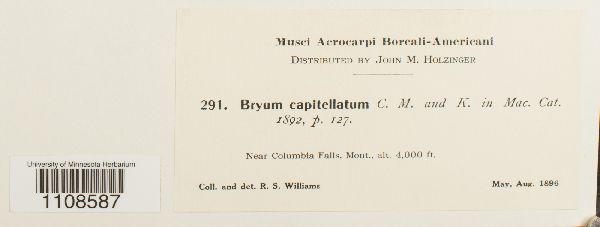 Musci Acrocarpi Boreali-Americani
Distributed by John M. Holzinger
291. Bryum capitellatum C. M. and K. in Mac. Cat.
1892, p. 127.
Near Columbia Falls, Mont., alt. 4,000 ft.
Coll. and det. R. S. Williams May, Aug. 1896
University of Minnesota Herbarium
1108587